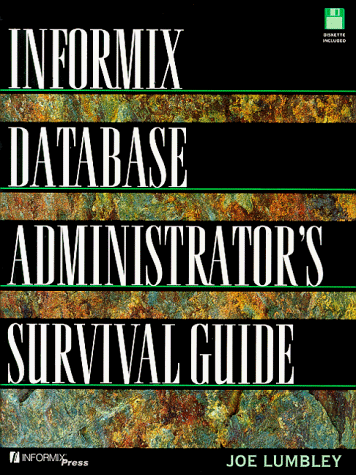 DISKETTE
INCLUDED
INFORMIX
DATABASE
ADMINISTRATOR'S
SURVIVAL GUIDE
INFORMIX Press
JOE LUMBLEY